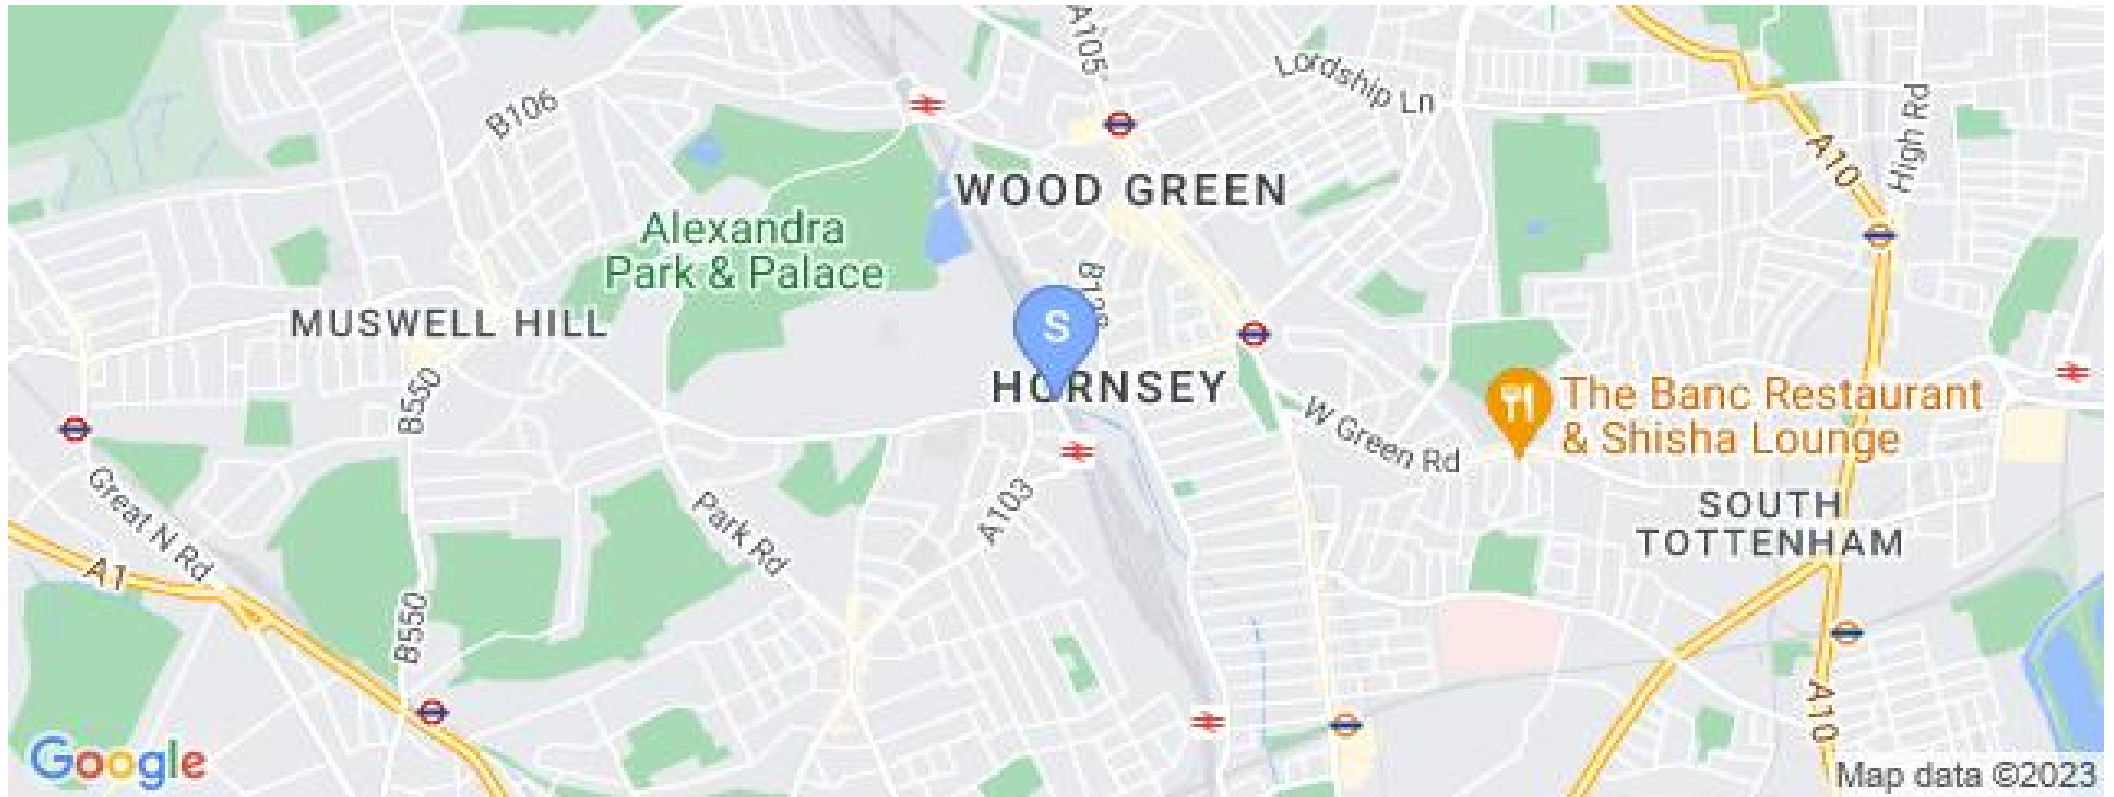 A105
Lordship Ln
B106
High Rd
A10
WOOD GREEN
Alexandra
Park & Palace
MUSWELL HILL
S
HORNSEY
B550
The Banc Restaurant
& Shisha Lounge
W Green Rd
Great N Rd
Park Rd
A103
SOUTH
TOTTENHAM
A1
B550
A10
Google
Map data ©2023